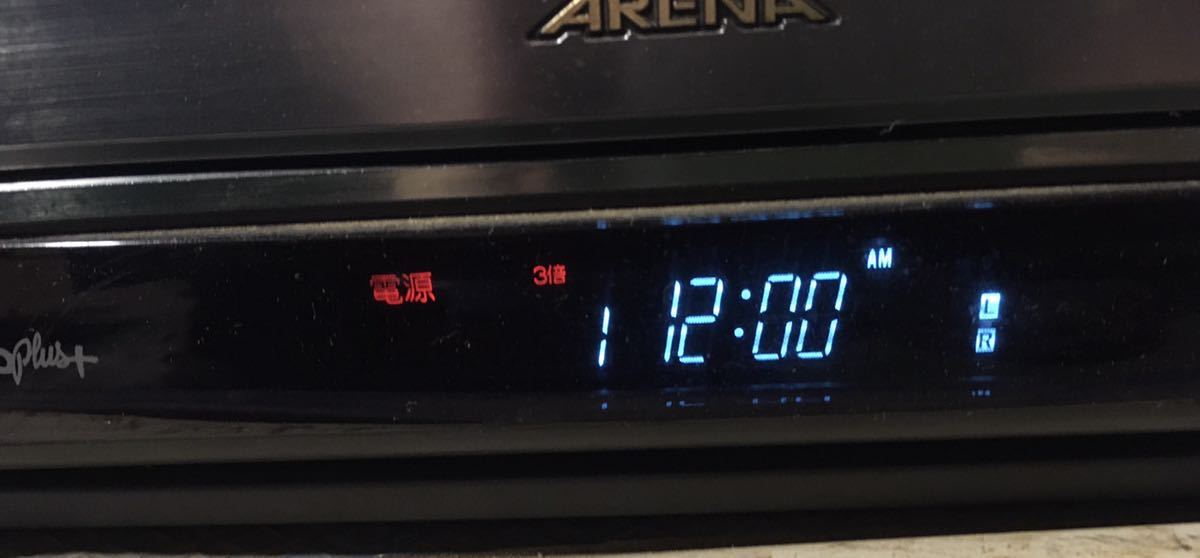 ARENA
電源 3倍 1 12:00 AM
L
R
plus+